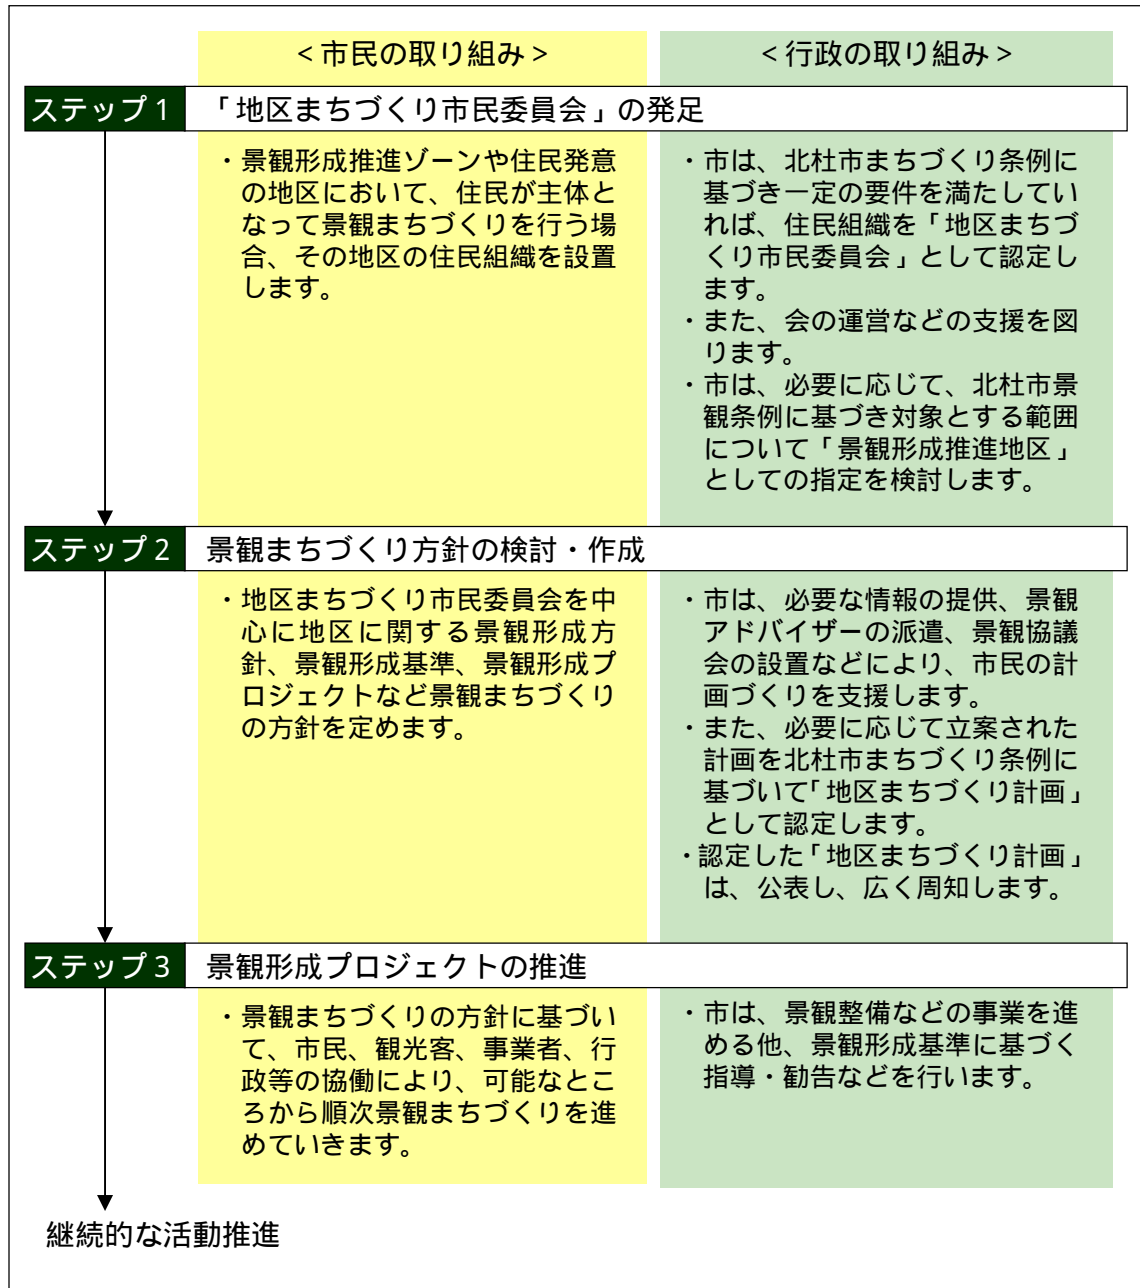 <市民の取り組み>
<行政の取り組み>
ステップ1
「地区まちづくり市民委員会」の発足
・景観形成推進ゾーンや住民発意
の地区において、住民が主体と
なって景観まちづくりを行う場
合、その地区の住民組織を設置
します。
・市は、北杜市まちづくり条例に
基づき一定の要件を満たしてい
れば、住民組織を「地区まちづ
くり市民委員会」として認定し
ます。
・また、会の運営などの支援を図
ります。
・市は、必要に応じて、北杜市景
観条例に基づき対象とする範囲
について「景観形成推進地区」
としての指定を検討します。
ステップ2
景観まちづくり方針の検討・作成
・地区まちづくり市民委員会を中
心に地区に関する景観形成方
針、景観形成基準、景観形成プ
ロジェクトなど景観まちづくり
の方針を定めます。
・市は、必要な情報の提供、景観
アドバイザーの派遣、景観協議
会の設置などにより、市民の計
画づくりを支援します。
・また、必要に応じて立案された
計画を北杜市まちづくり条例に
基づいて「地区まちづくり計画」
として認定します。
・認定した「地区まちづくり計画」
は、公表し、広く周知します。
ステップ3
景観形成プロジェクトの推進
・景観まちづくりの方針に基づい
て、市民、観光客、事業者、行
政等の協働により、可能なとこ
ろから順次景観まちづくりを進
めていきます。
・市は、景観整備などの事業を進
める他、景観形成基準に基づく
指導・勧告などを行います。
継続的な活動推進